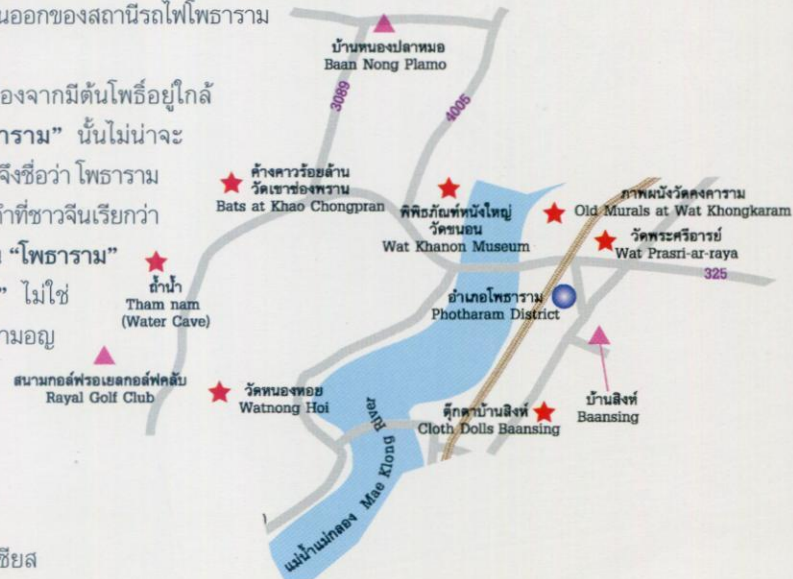 นออกของสถานีรถไฟโพธาราม
องจากมีต้นโพธิ์อยู่ใกล้
าราม” นั้นไม่น่าจะ
จึงชื่อว่า โพธาราม
ำที่ชาวจีนเรียกว่า
“โพธาราม”
” ไม่ใช่
ามอญ
ซียส
บ้านหนองปลาหมอ
Baan Nong Plamo
3089
4005
ค้างคาวร้อยล้าน
วัดเขาช่องพราน
Bats at Khao Chongpran
พิพิธภัณฑ์หนังใหญ่
วัดขนอน
Wat Khanon Museum
ภาพผนังวัดคงคาราม
Old Murals at Wat Khongkaram
วัดพระศรีอารย์
Wat Prasri-ar-raya
325
ถ้ำน้ำ
Tham nam
(Water Cave)
อำเภอโพธาราม
Photharam District
สนามกอล์ฟรอเยลกอล์ฟคลับ
Rayal Golf Club
วัดหนองหอย
Watnong Hoi
ตุ๊กตาบ้านสิงห์
Cloth Dolls Baansing
บ้านสิงห์
Baansing
แม่น้ำแม่กลอง Mae Klong River